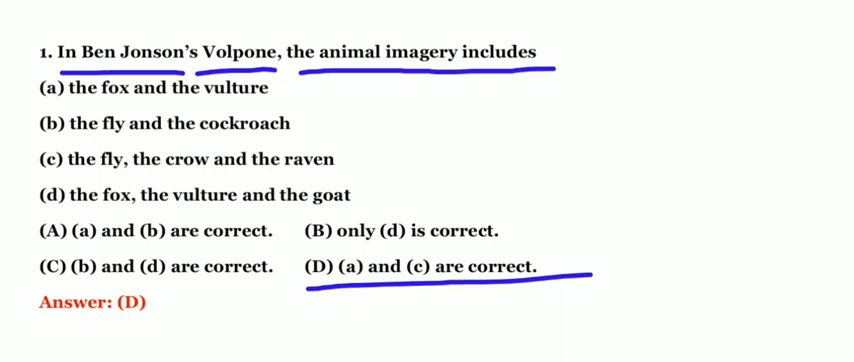 1. In Ben Jonson’s Volpone, the animal imagery includes
(a) the fox and the vulture
(b) the fly and the cockroach
(c) the fly, the crow and the raven
(d) the fox, the vulture and the goat
(A) (a) and (b) are correct. (B) only (d) is correct.
(C) (b) and (d) are correct. (D) (a) and (c) are correct.
Answer: (D)